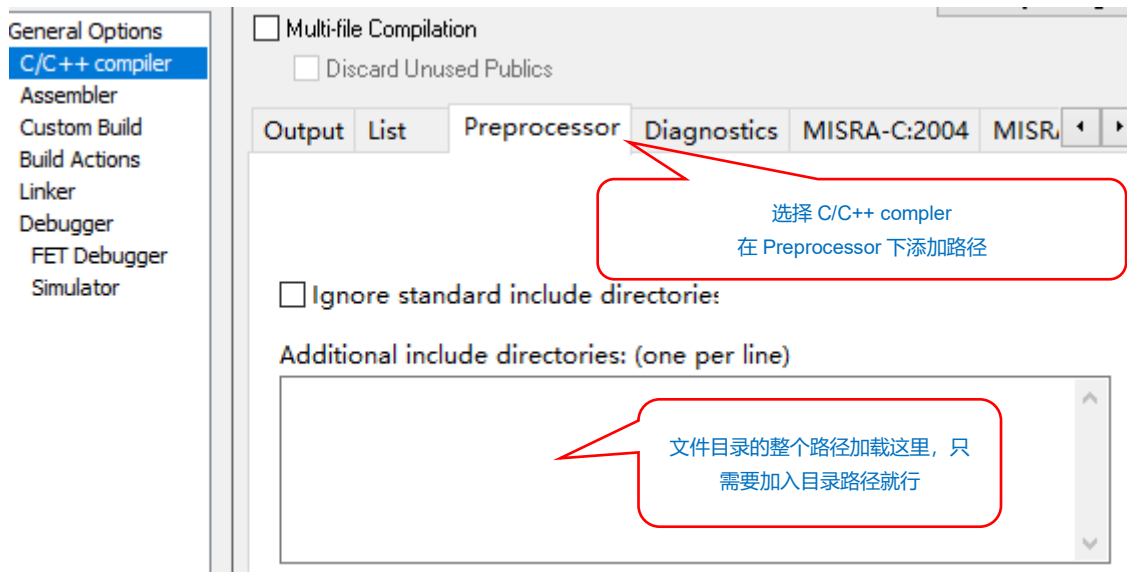 General Options
C/C++ compiler
Assembler
Custom Build
Build Actions
Linker
Debugger
FET Debugger
Simulator
Multi-file Compilation
Discard Unused Publics
Output List Preprocessor Diagnostics MISRA-C:2004 MISR
选择 C/C++ compler
在 Preprocessor 下添加路径
Ignore standard include directories
Additional include directories: (one per line)
文件目录的整个路径加载这里，只
需要加入目录路径就行